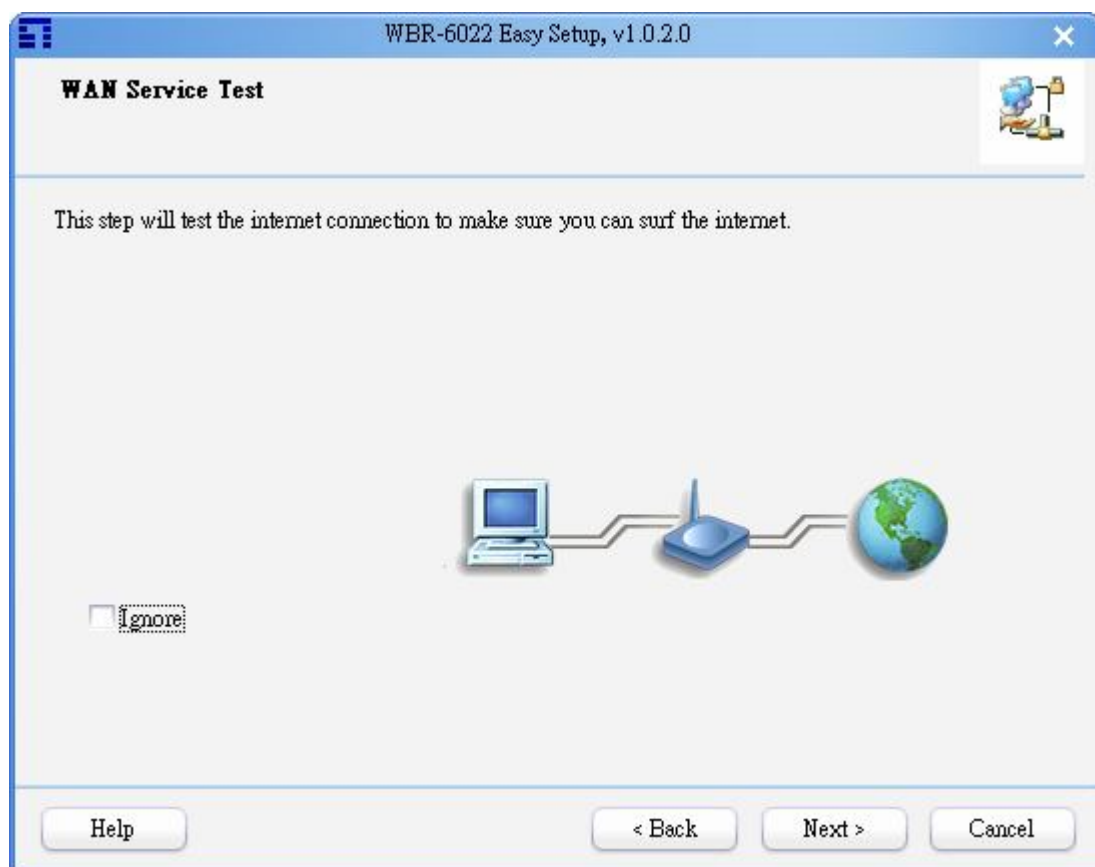 WBR-6022 Easy Setup, v1.0.2.0
WAN Service Test
This step will test the internet connection to make sure you can surf the internet.
Ignore
Help
< Back
Next >
Cancel